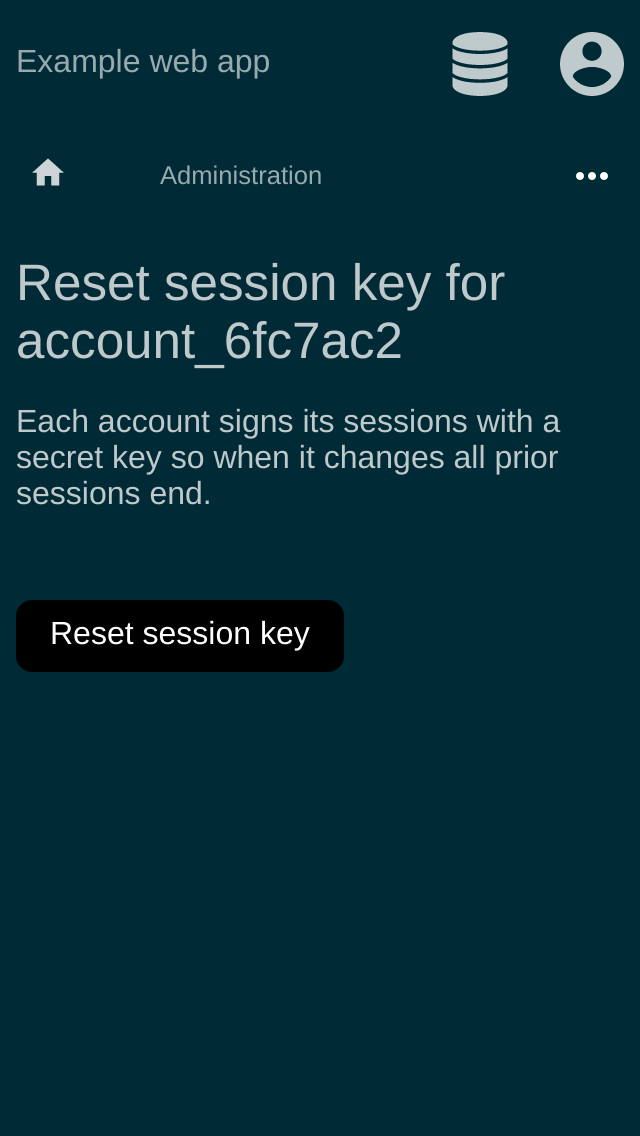 Example web app
Administration
Reset session key for
account_6fc7ac2
Each account signs its sessions with a
secret key so when it changes all prior
sessions end.
Reset session key